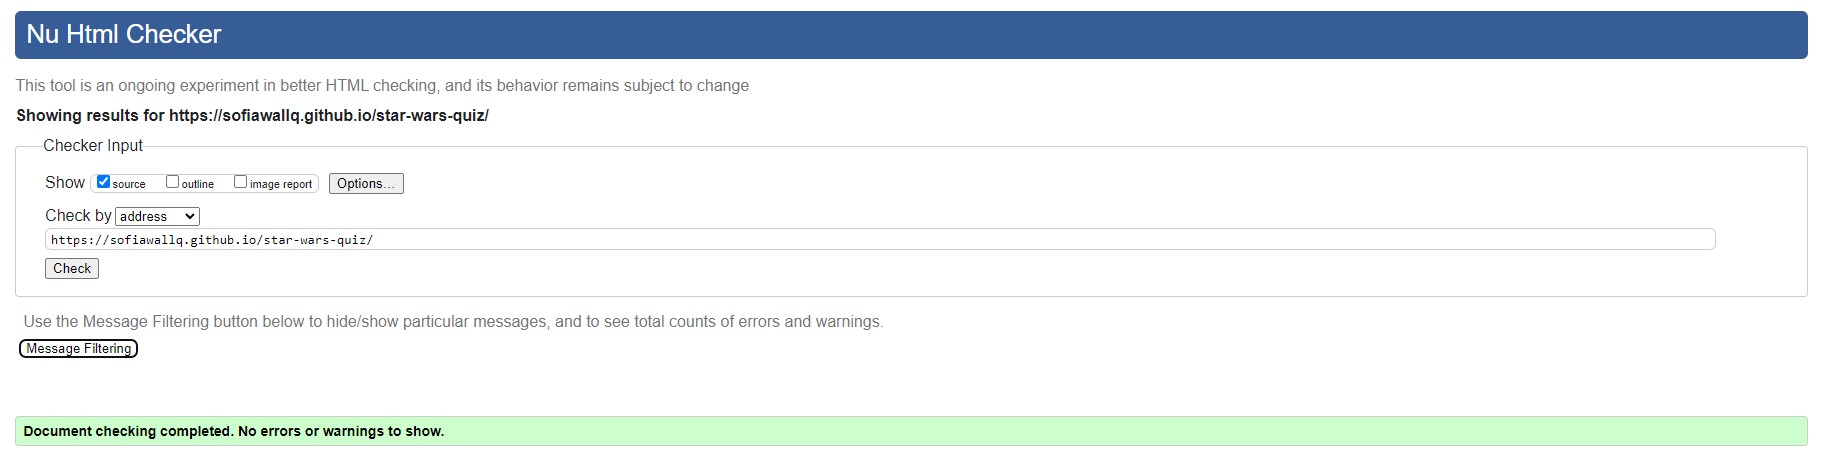 Nu Html Checker
This tool is an ongoing experiment in better HTML checking, and its behavior remains subject to change
Showing results for https://sofiawallq.github.io/star-wars-quiz/
Checker Input
Show source outline image report Options...
Check by address
https://sofiawallq.github.io/star-wars-quiz/
Check
Use the Message Filtering button below to hide/show particular messages, and to see total counts of errors and warnings.
Message Filtering
Document checking completed. No errors or warnings to show.